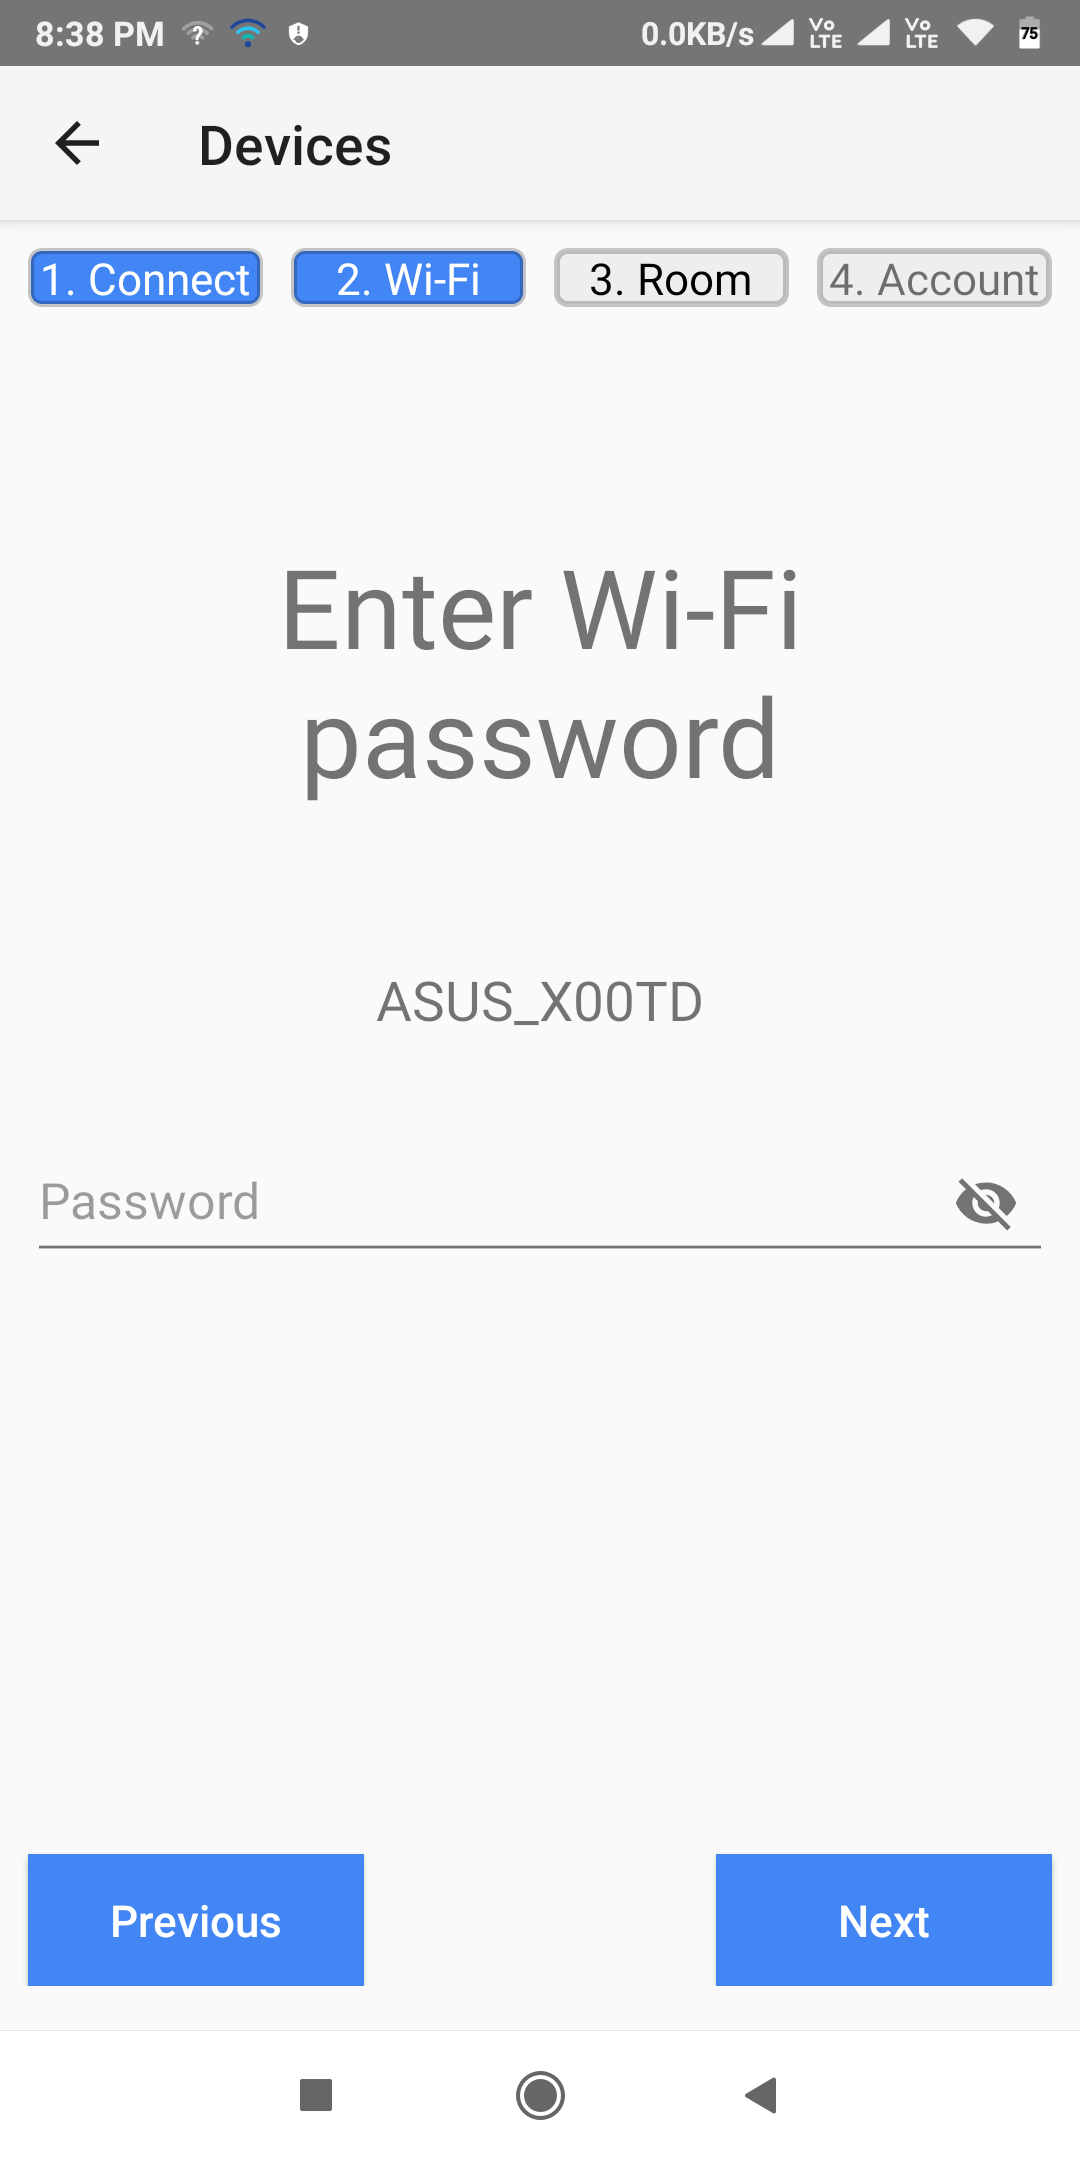 8:38 PM ? 0.0KB/s Vo LTE Vo LTE 75
Devices
1. Connect 2. Wi-Fi 3. Room 4. Account
Enter Wi-Fi
password
ASUS_X00TD
Password
Previous Next